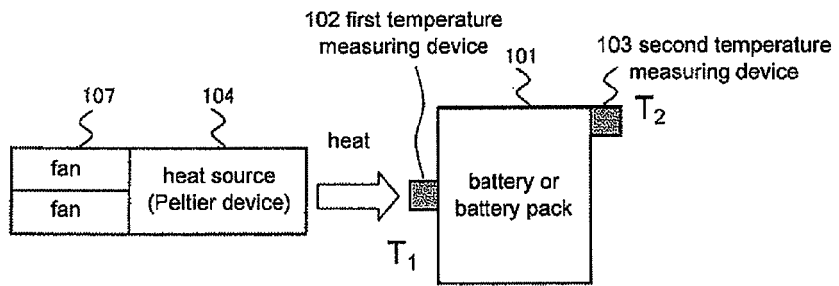 102 first temperature
measuring device
101
103 second temperature
measuring device
T2
107
104
heat
fan
fan
heat source
(Peltier device)
battery or
battery pack
T1